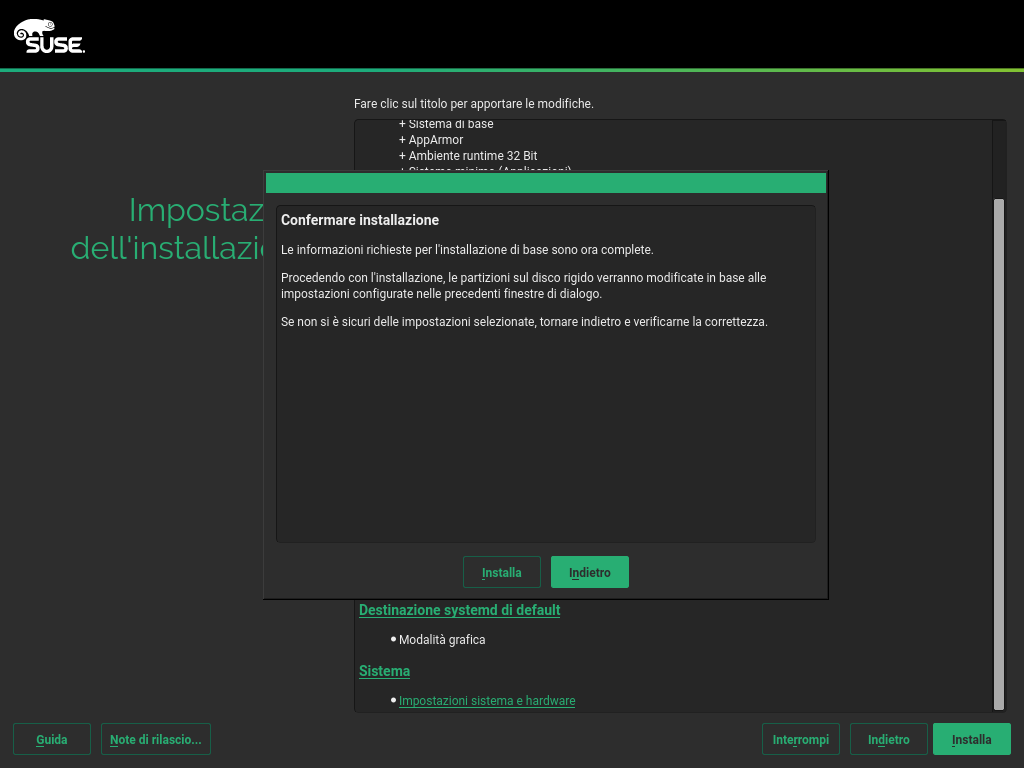 SUSE.
Fare clic sul titolo per apportare le modifiche.
+ Sistema di base
+ AppArmor
+ Ambiente runtime 32 Bit
+ Sistema minimo (Applicazioni)
Impostaz
dell'installazio
Confermare installazione
Le informazioni richieste per l'installazione di base sono ora complete.
Procedendo con l'installazione, le partizioni sul disco rigido verranno modificate in base alle
impostazioni configurate nelle precedenti finestre di dialogo.
Se non si è sicuri delle impostazioni selezionate, tornare indietro e verificarne la correttezza.
Installa Indietro
Destinazione systemd di default
Modalità grafica
Sistema
Impostazioni sistema e hardware
Guida Note di rilascio... Interrompi Indietro Installa